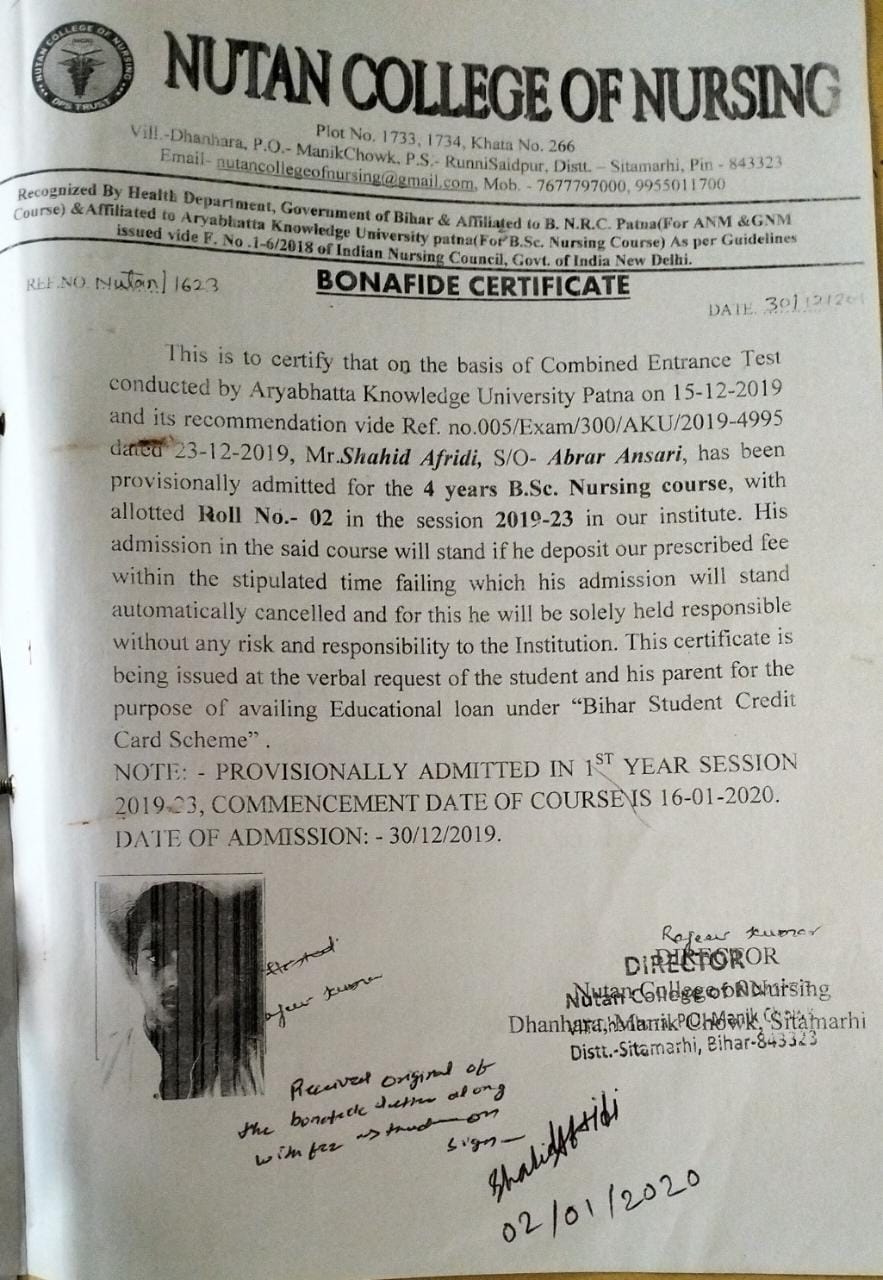 NUTAN COLLEGE OF NURSING
DPS TRUST
NUTAN COLLEGE OF NURSING
Plot No. 1733, 1734, Khata No. 266
Vill.-Dhanhara, P.O.- ManikChowk, P.S.- RunniSaidpur, Distt. – Sitamarhi, Pin - 843323
Email- nutancollegeofnursing@gmail.com, Mob. - 7677797000, 9955011700
Recognized By Health Department, Government of Bihar & Affiliated to B. N.R.C. Patna(For ANM &GNM
Course) &Affiliated to Aryabhatta Knowledge University patna(For B.Sc. Nursing Course) As per Guidelines
issued vide F. No .1-6/2018 of Indian Nursing Council, Govt. of India New Delhi.
REF.NO. Nutan/1623
BONAFIDE CERTIFICATE
DATE. 30/12/201
This is to certify that on the basis of Combined Entrance Test
conducted by Aryabhatta Knowledge University Patna on 15-12-2019
and its recommendation vide Ref. no.005/Exam/300/AKU/2019-4995
dated 23-12-2019, Mr.Shahid Afridi, S/O- Abrar Ansari, has been
provisionally admitted for the 4 years B.Sc. Nursing course, with
allotted Roll No.- 02 in the session 2019-23 in our institute. His
admission in the said course will stand if he deposit our prescribed fee
within the stipulated time failing which his admission will stand
automatically cancelled and for this he will be solely held responsible
without any risk and responsibility to the Institution. This certificate is
being issued at the verbal request of the student and his parent for the
purpose of availing Educational loan under “Bihar Student Credit
Card Scheme” .
NOTE: - PROVISIONALLY ADMITTED IN 1ST YEAR SESSION
2019-23, COMMENCEMENT DATE OF COURSE IS 16-01-2020.
DATE OF ADMISSION: - 30/12/2019.
Rajeev Kumar
DIRECTOR
DIRECTOR
Nutan College of Nursing
Nutan College of Nursing
Dhanhara, Manik Chowk, Sitamarhi
Distt.-Sitamarhi, Bihar-843323
Attested
Rajeev Kumar
Received original of
the bonafide letter along
with fee
Sign—
Shahid Afridi
02/01/2020